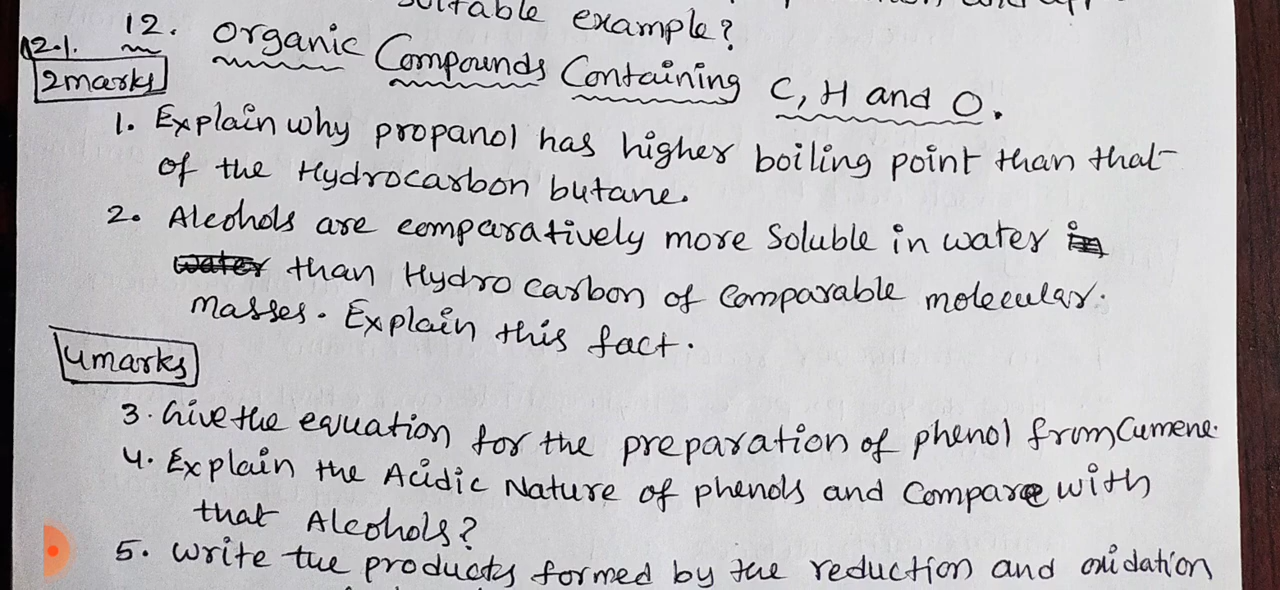 suitable example?
12. Organic Compounds Containing C, H and O.
12.1.
2marks
1. Explain why propanol has higher boiling point than that
of the Hydrocarbon butane.
2. Alcohols are comparatively more Soluble in water in
water than Hydrocarbon of Comparable molecular.
Masses. Explain this fact.
4marks
3. Give the equation for the preparation of phenol from Cumene.
4. Explain the Acidic Nature of phenols and Compare with
that Alcohols?
5. Write the products formed by the reduction and oxidation